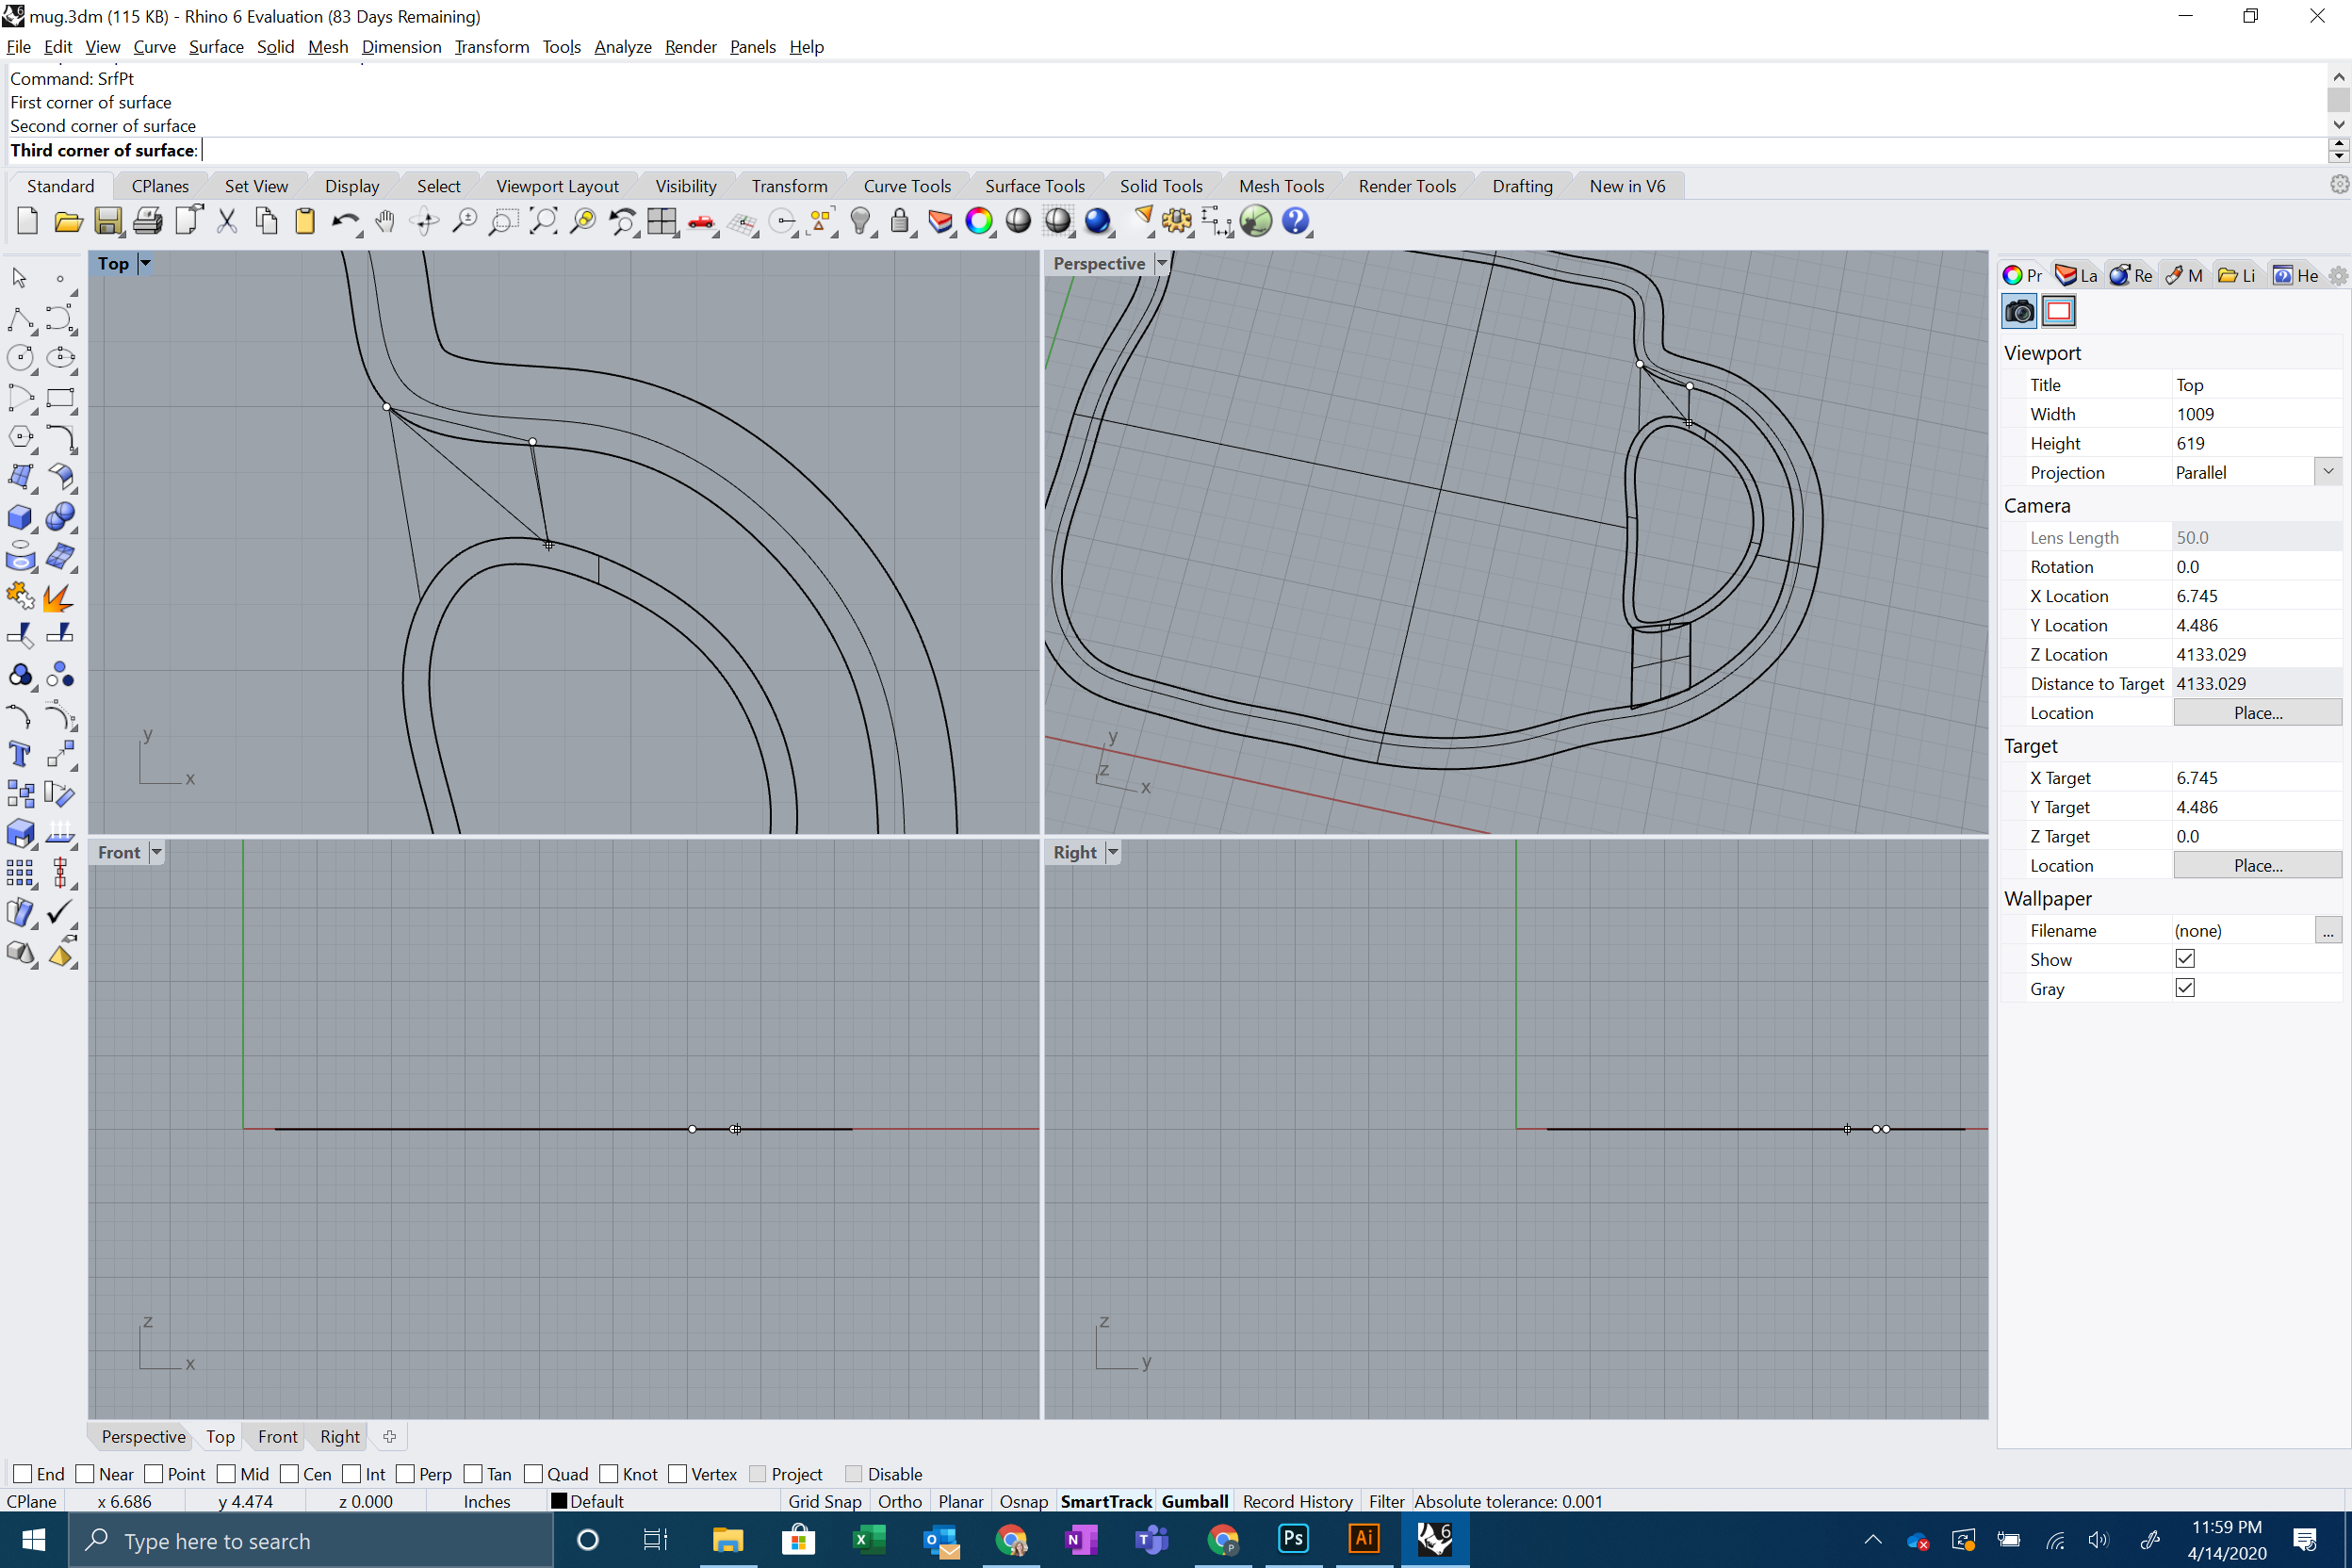 mug.3dm (115 KB) - Rhino 6 Evaluation (83 Days Remaining)
File Edit View Curve Surface Solid Mesh Dimension Transform Tools Analyze Render Panels Help
Command: SrfPt
First corner of surface
Second corner of surface
Third corner of surface:
Standard CPlanes Set View Display Select Viewport Layout Visibility Transform Curve Tools Surface Tools Solid Tools Mesh Tools Render Tools Drafting New in V6
Top
Perspective
Pr La Re M Li He
Viewport
Title Top
Width 1009
Height 619
Projection Parallel
Camera
Lens Length 50.0
Rotation 0.0
X Location 6.745
Y Location 4.486
Z Location 4133.029
Distance to Target 4133.029
Location Place...
Target
X Target 6.745
Y Target 4.486
Z Target 0.0
Location Place...
Wallpaper
Filename (none) ...
Show
Gray
y
x
y
z
x
Front
Right
z
x
z
y
Perspective Top Front Right
End Near Point Mid Cen Int Perp Tan Quad Knot Vertex Project Disable
CPlane x 6.686 y 4.474 z 0.000 Inches Default Grid Snap Ortho Planar Osnap SmartTrack Gumball Record History Filter Absolute tolerance: 0.001
Type here to search
Ps
Ai
6
11:59 PM
4/14/2020